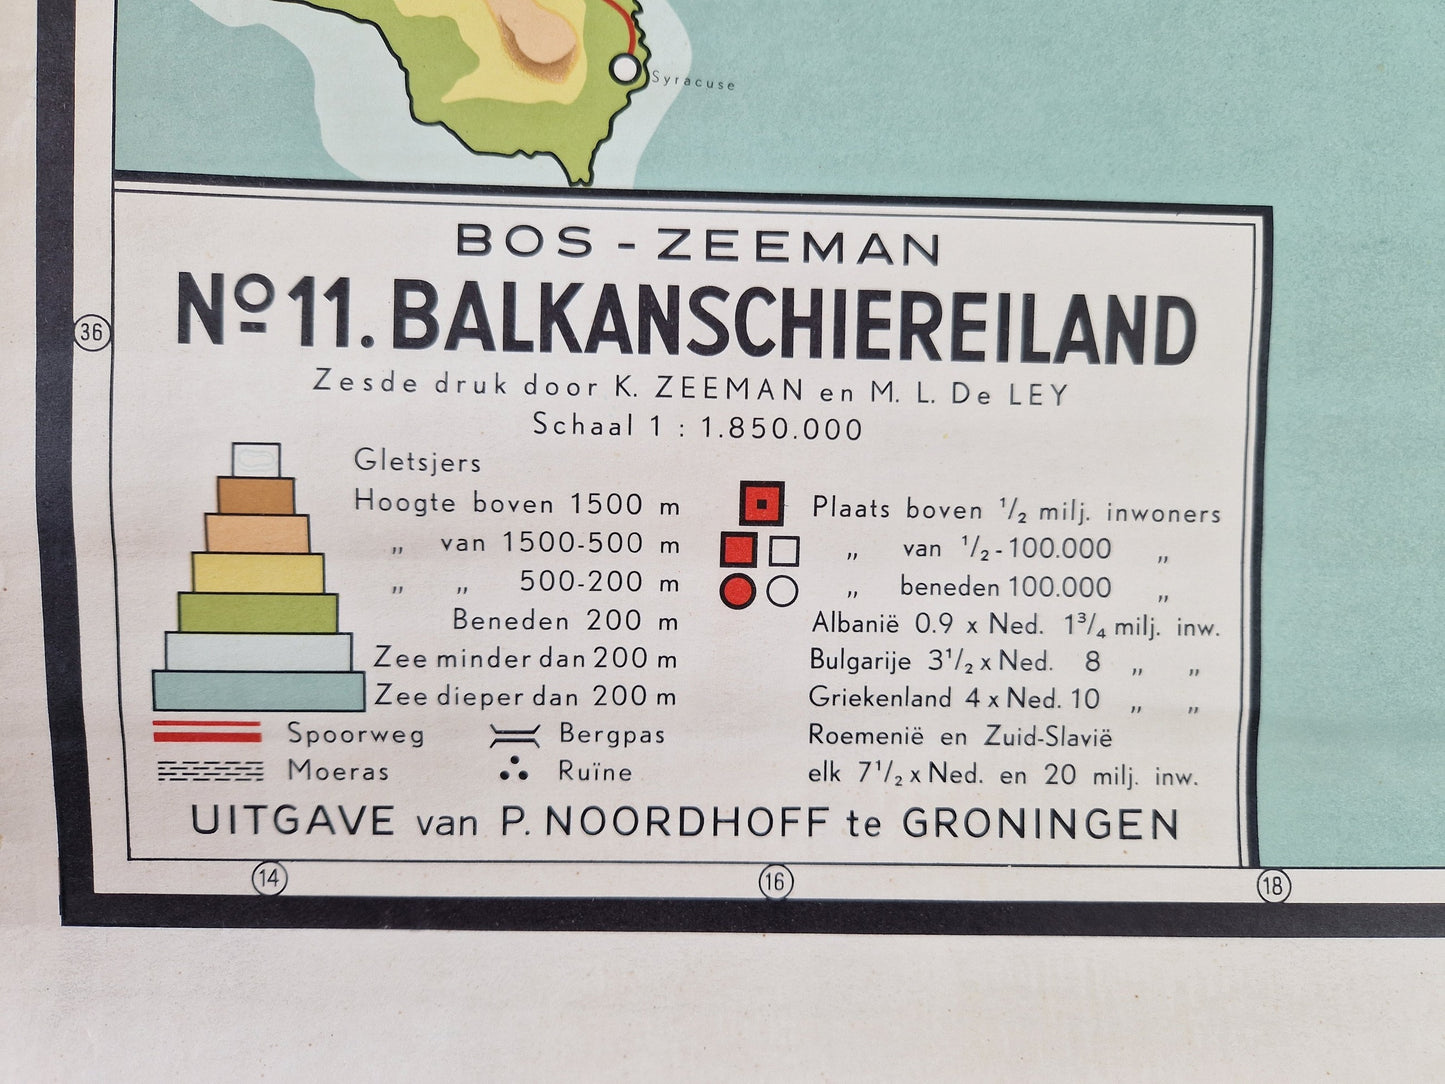 Syracuse
BOS - ZEEMAN
Nº 11. BALKANSCHIEREILAND
36
Zesde druk door K. ZEEMAN en M. L. De LEY
Schaal 1 : 1.850.000
Gletsjers
Hoogte boven 1500 m
„ van 1500-500 m
„ „ 500-200 m
Beneden 200 m
Zee minder dan 200 m
Zee dieper dan 200 m
Spoorweg
Bergpas
Moeras
Ruïne
Plaats boven 1/2 milj. inwoners
„ van 1/2 - 100.000 „
„ beneden 100.000 „
Albanië 0.9 x Ned. 1 3/4 milj. inw.
Bulgarije 3 1/2 x Ned. 8 „ „
Griekenland 4 x Ned. 10 „ „
Roemenië en Zuid-Slavië
elk 7 1/2 x Ned. en 20 milj. inw.
UITGAVE van P. NOORDHOFF te GRONINGEN
14
16
18